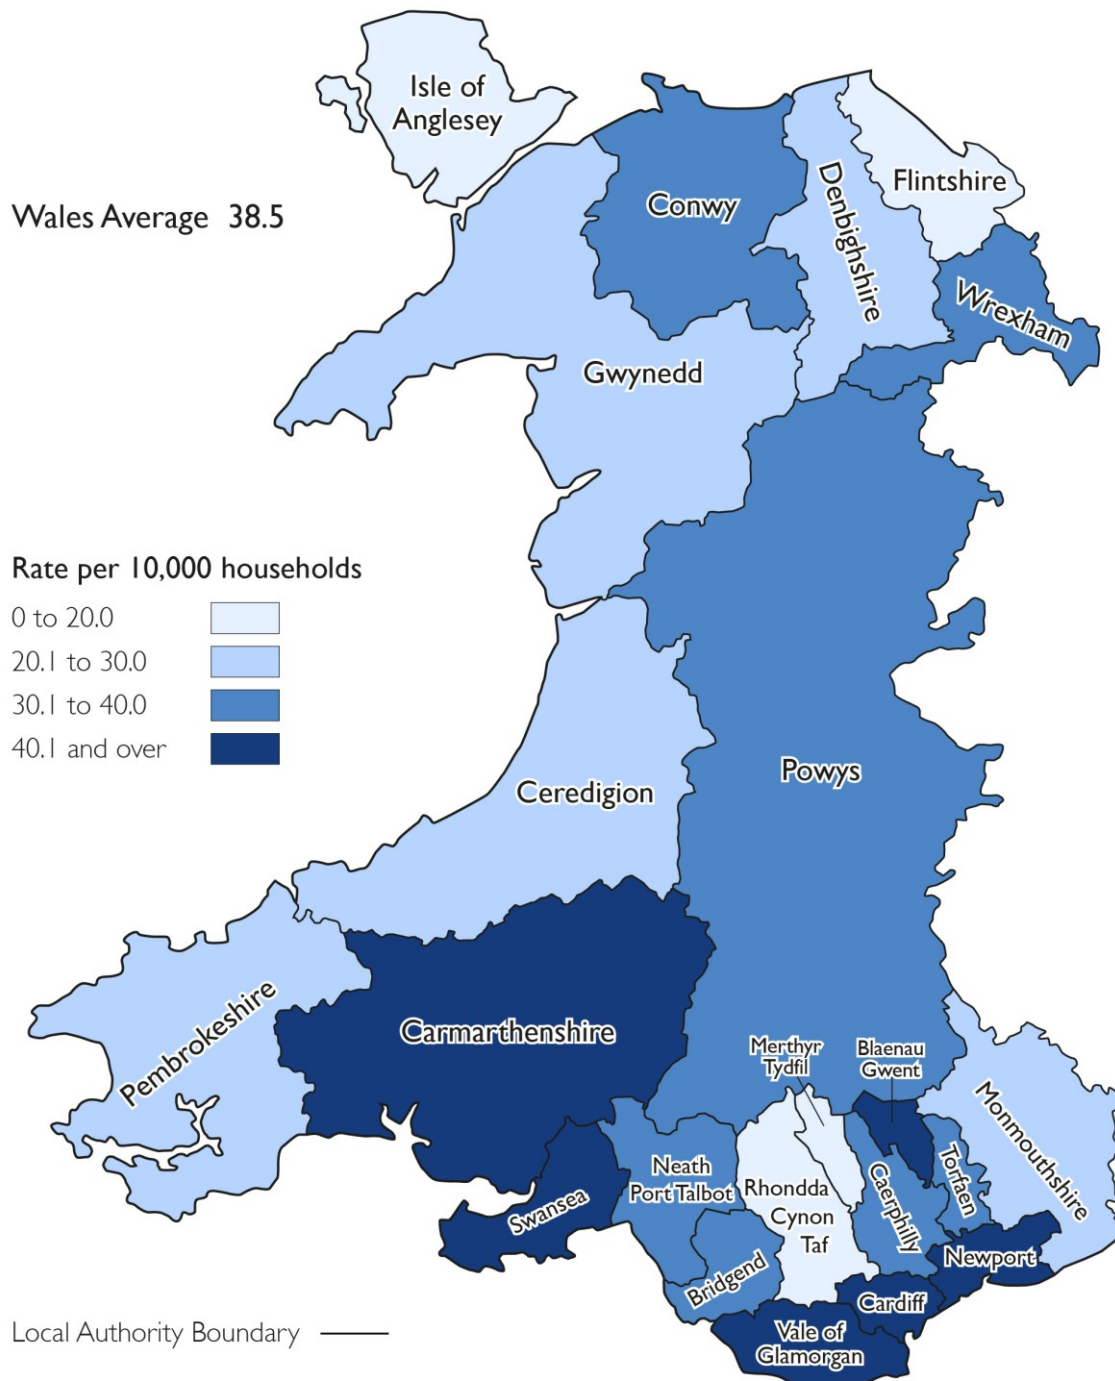 Isle of
Anglesey
Wales Average 38.5
Conwy
Denbighshire
Flintshire
Wrexham
Gwynedd
Rate per 10,000 households
0 to 20.0
20.1 to 30.0
30.1 to 40.0
40.1 and over
Powys
Ceredigion
Pembrokeshire
Carmarthenshire
Merthyr
Tydfil
Blaenau
Gwent
Monmouthshire
Neath
Port Talbot
Rhondda
Cynon
Taf
Caerphilly
Torfaen
Swansea
Bridgend
Newport
Cardiff
Vale of
Glamorgan
Local Authority Boundary